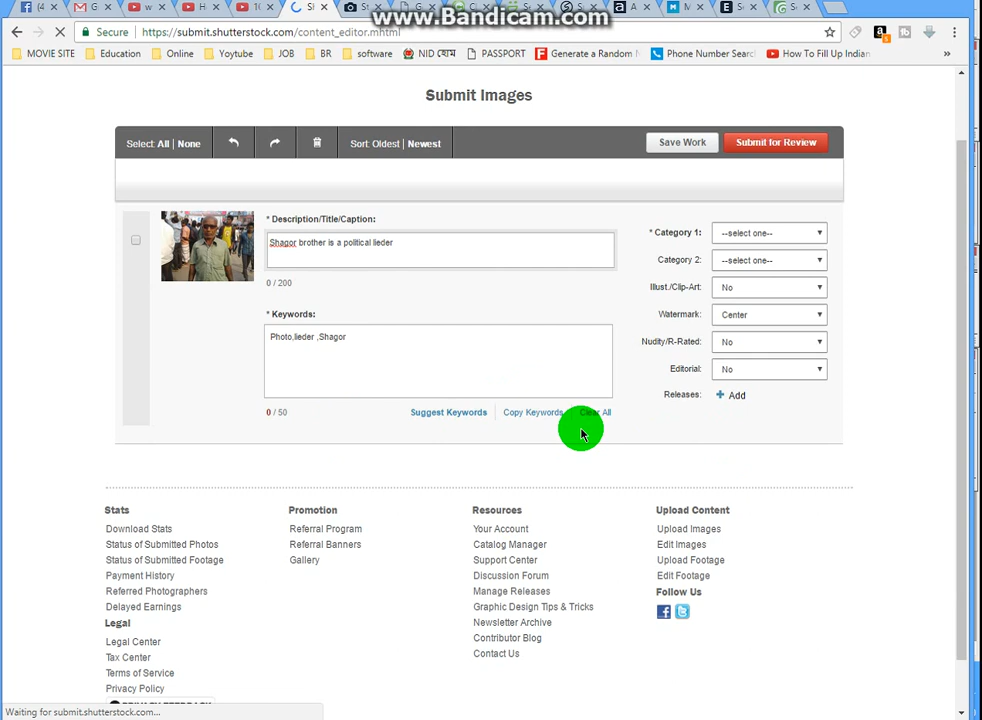 www.Bandicam.com
Secure https://submit.shutterstock.com/content_editor.mhtml
MOVIE SITE Education Online Yoytube JOB BR software NID হোম PASSPORT Generate a Random Phone Number Searc How To Fill Up Indian »
Submit Images
Select: All | None Sort: Oldest | Newest Save Work Submit for Review
* Description/Title/Caption:
Shagor brother is a political lieder
0 / 200
* Keywords:
Photo,lieder ,Shagor
0 / 50 Suggest Keywords Copy Keywords Clear All
* Category 1: --select one--
Category 2: --select one--
Illust./Clip-Art: No
Watermark: Center
Nudity/R-Rated: No
Editorial: No
Releases: + Add
Stats
Download Stats
Status of Submitted Photos
Status of Submitted Footage
Payment History
Referred Photographers
Delayed Earnings
Legal
Legal Center
Tax Center
Terms of Service
Privacy Policy
Promotion
Referral Program
Referral Banners
Gallery
Resources
Your Account
Catalog Manager
Support Center
Discussion Forum
Manage Releases
Graphic Design Tips & Tricks
Newsletter Archive
Contributor Blog
Contact Us
Upload Content
Upload Images
Edit Images
Upload Footage
Edit Footage
Follow Us
Waiting for submit.shutterstock.com...